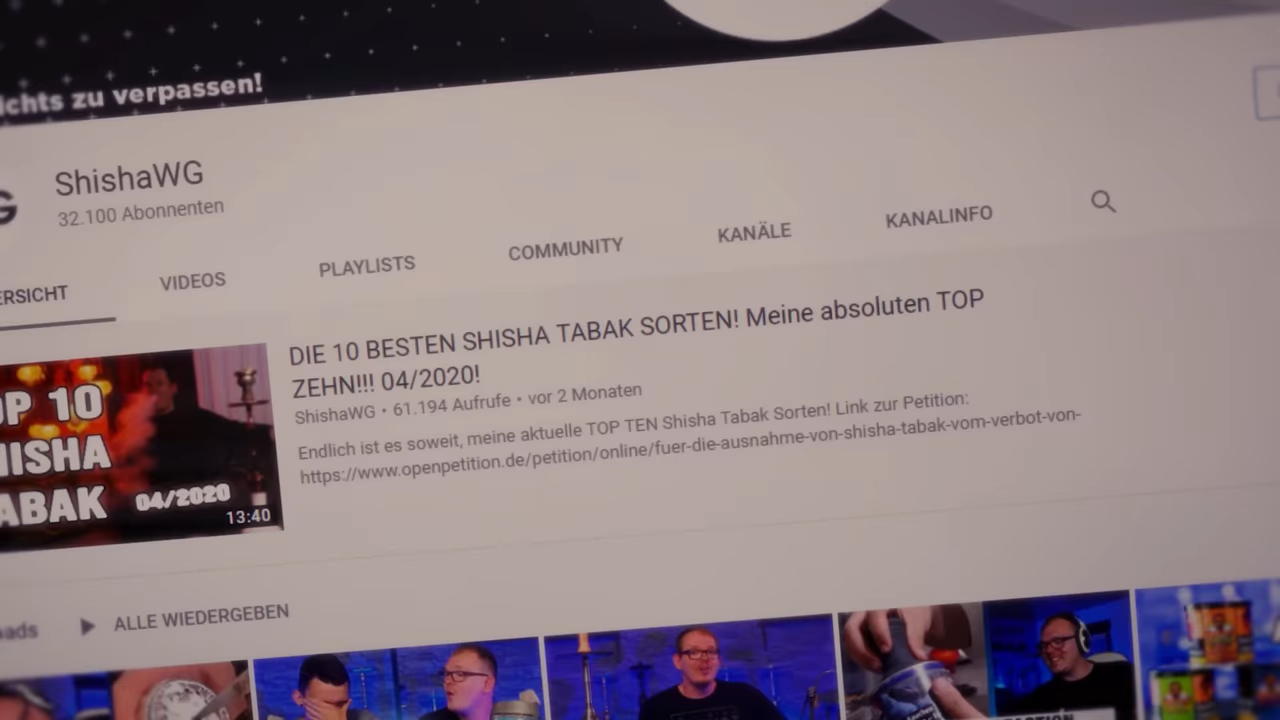 ichts zu verpassen!
G
ShishaWG
32.100 Abonnenten
ERSICHT VIDEOS PLAYLISTS COMMUNITY KANÄLE KANALINFO
DIE 10 BESTEN SHISHA TABAK SORTEN! Meine absoluten TOP
ZEHN!!! 04/2020!
ShishaWG • 61.194 Aufrufe • vor 2 Monaten
Endlich ist es soweit, meine aktuelle TOP TEN Shisha Tabak Sorten! Link zur Petition:
https://www.openpetition.de/petition/online/fuer-die-ausnahme-von-shisha-tabak-vom-verbot-von-
OP 10
HISHA
ABAK 04/2020
13:40
oads ALLE WIEDERGEBEN